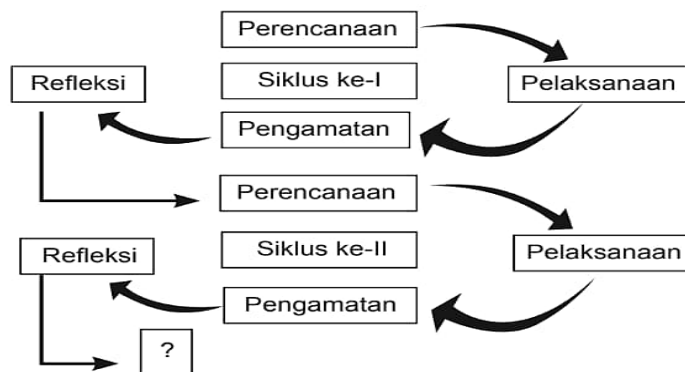 Perencanaan
Refleksi
Siklus ke-I
Pelaksanaan
Pengamatan
Perencanaan
Refleksi
Siklus ke-II
Pelaksanaan
Pengamatan
?